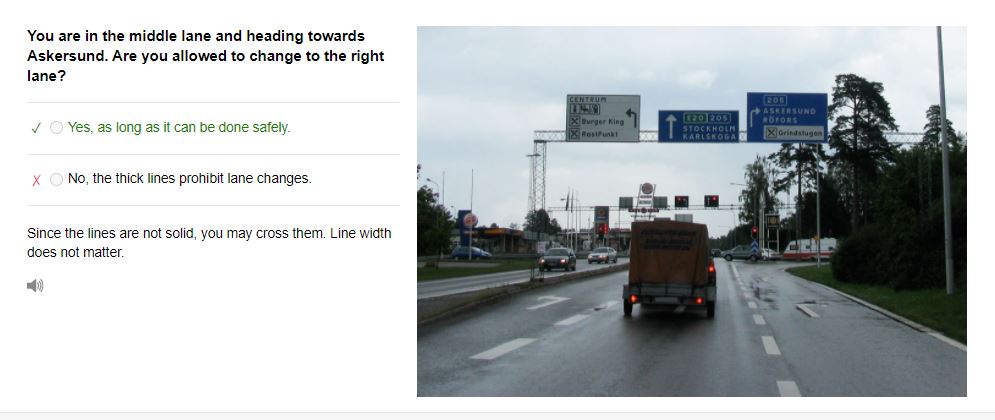 You are in the middle lane and heading towards
Askersund. Are you allowed to change to the right
lane?
Yes, as long as it can be done safely.
No, the thick lines prohibit lane changes.
Since the lines are not solid, you may cross them. Line width
does not matter.
CENTRUM
Burger King
RastPunkt
E20 205
STOCKHOLM
KARLSKOGA
205
ASKERSUND
RÖFORS
Grindstugan